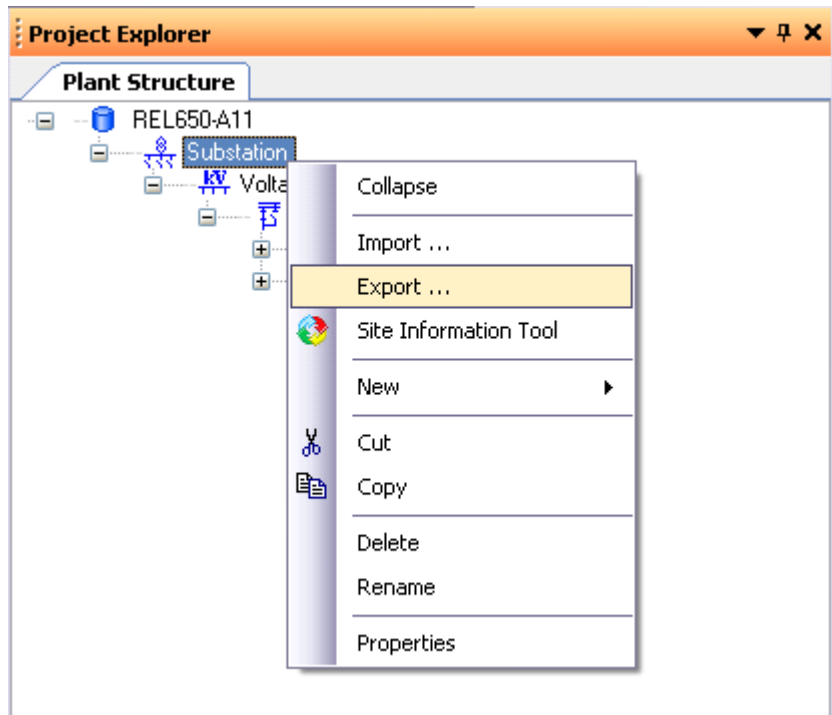 Project Explorer
Plant Structure
REL650-A11
Substation
kV Volta
Collapse
Import ...
Export ...
Site Information Tool
New
Cut
Copy
Delete
Rename
Properties